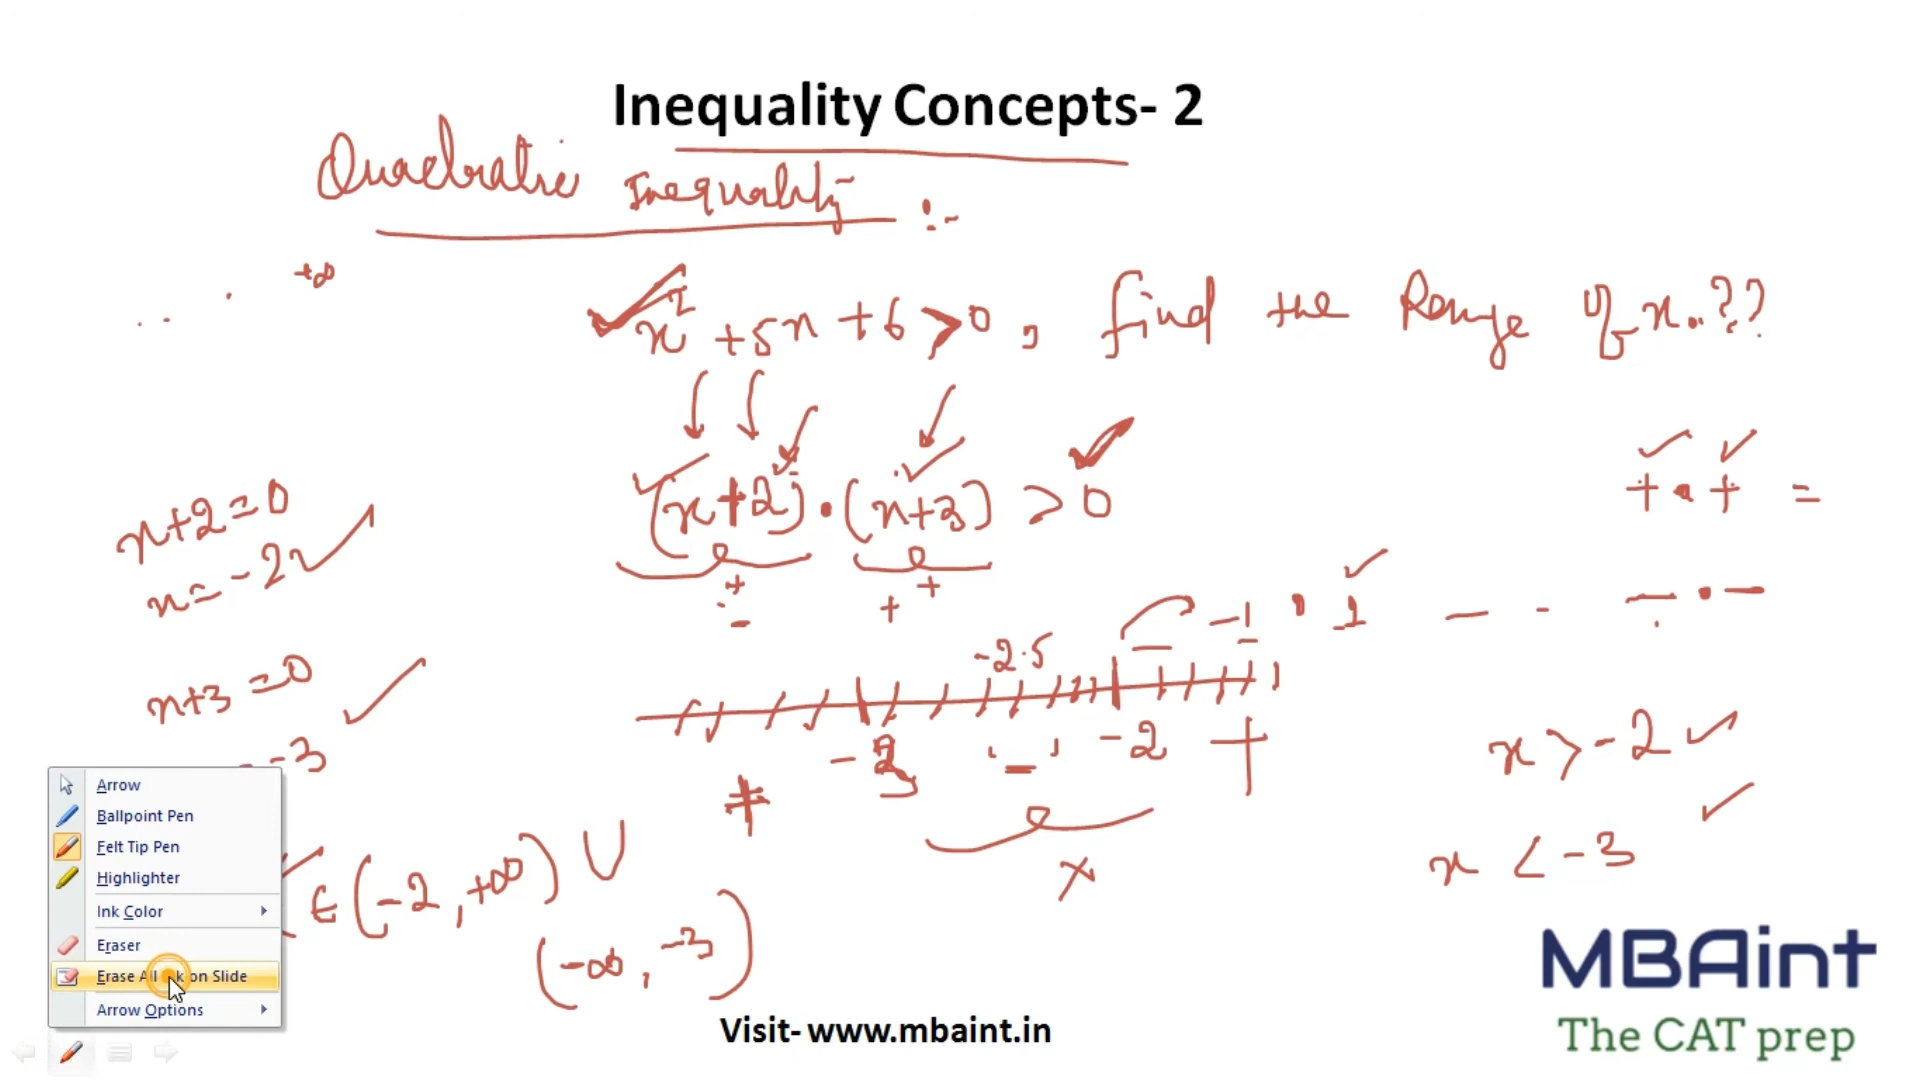 Inequality Concepts- 2
Quadratic Inequality :-
+∞
x² + 5x + 6 > 0 , find the Range of x..??
(x+2) • (x+3) > 0
+ • + =
x+2=0
x=-2
+
- +
+
-1 • 1 - - - • -
-2.5
x+3=0
-3
-3 - -2 +
x > -2
+
x
x < -3
∈ (-2, +∞) ∪
(-∞, -3)
Arrow
Ballpoint Pen
Felt Tip Pen
Highlighter
Ink Color
Eraser
Erase All k on Slide
Arrow Options
MBAint
The CAT prep
Visit- www.mbaint.in